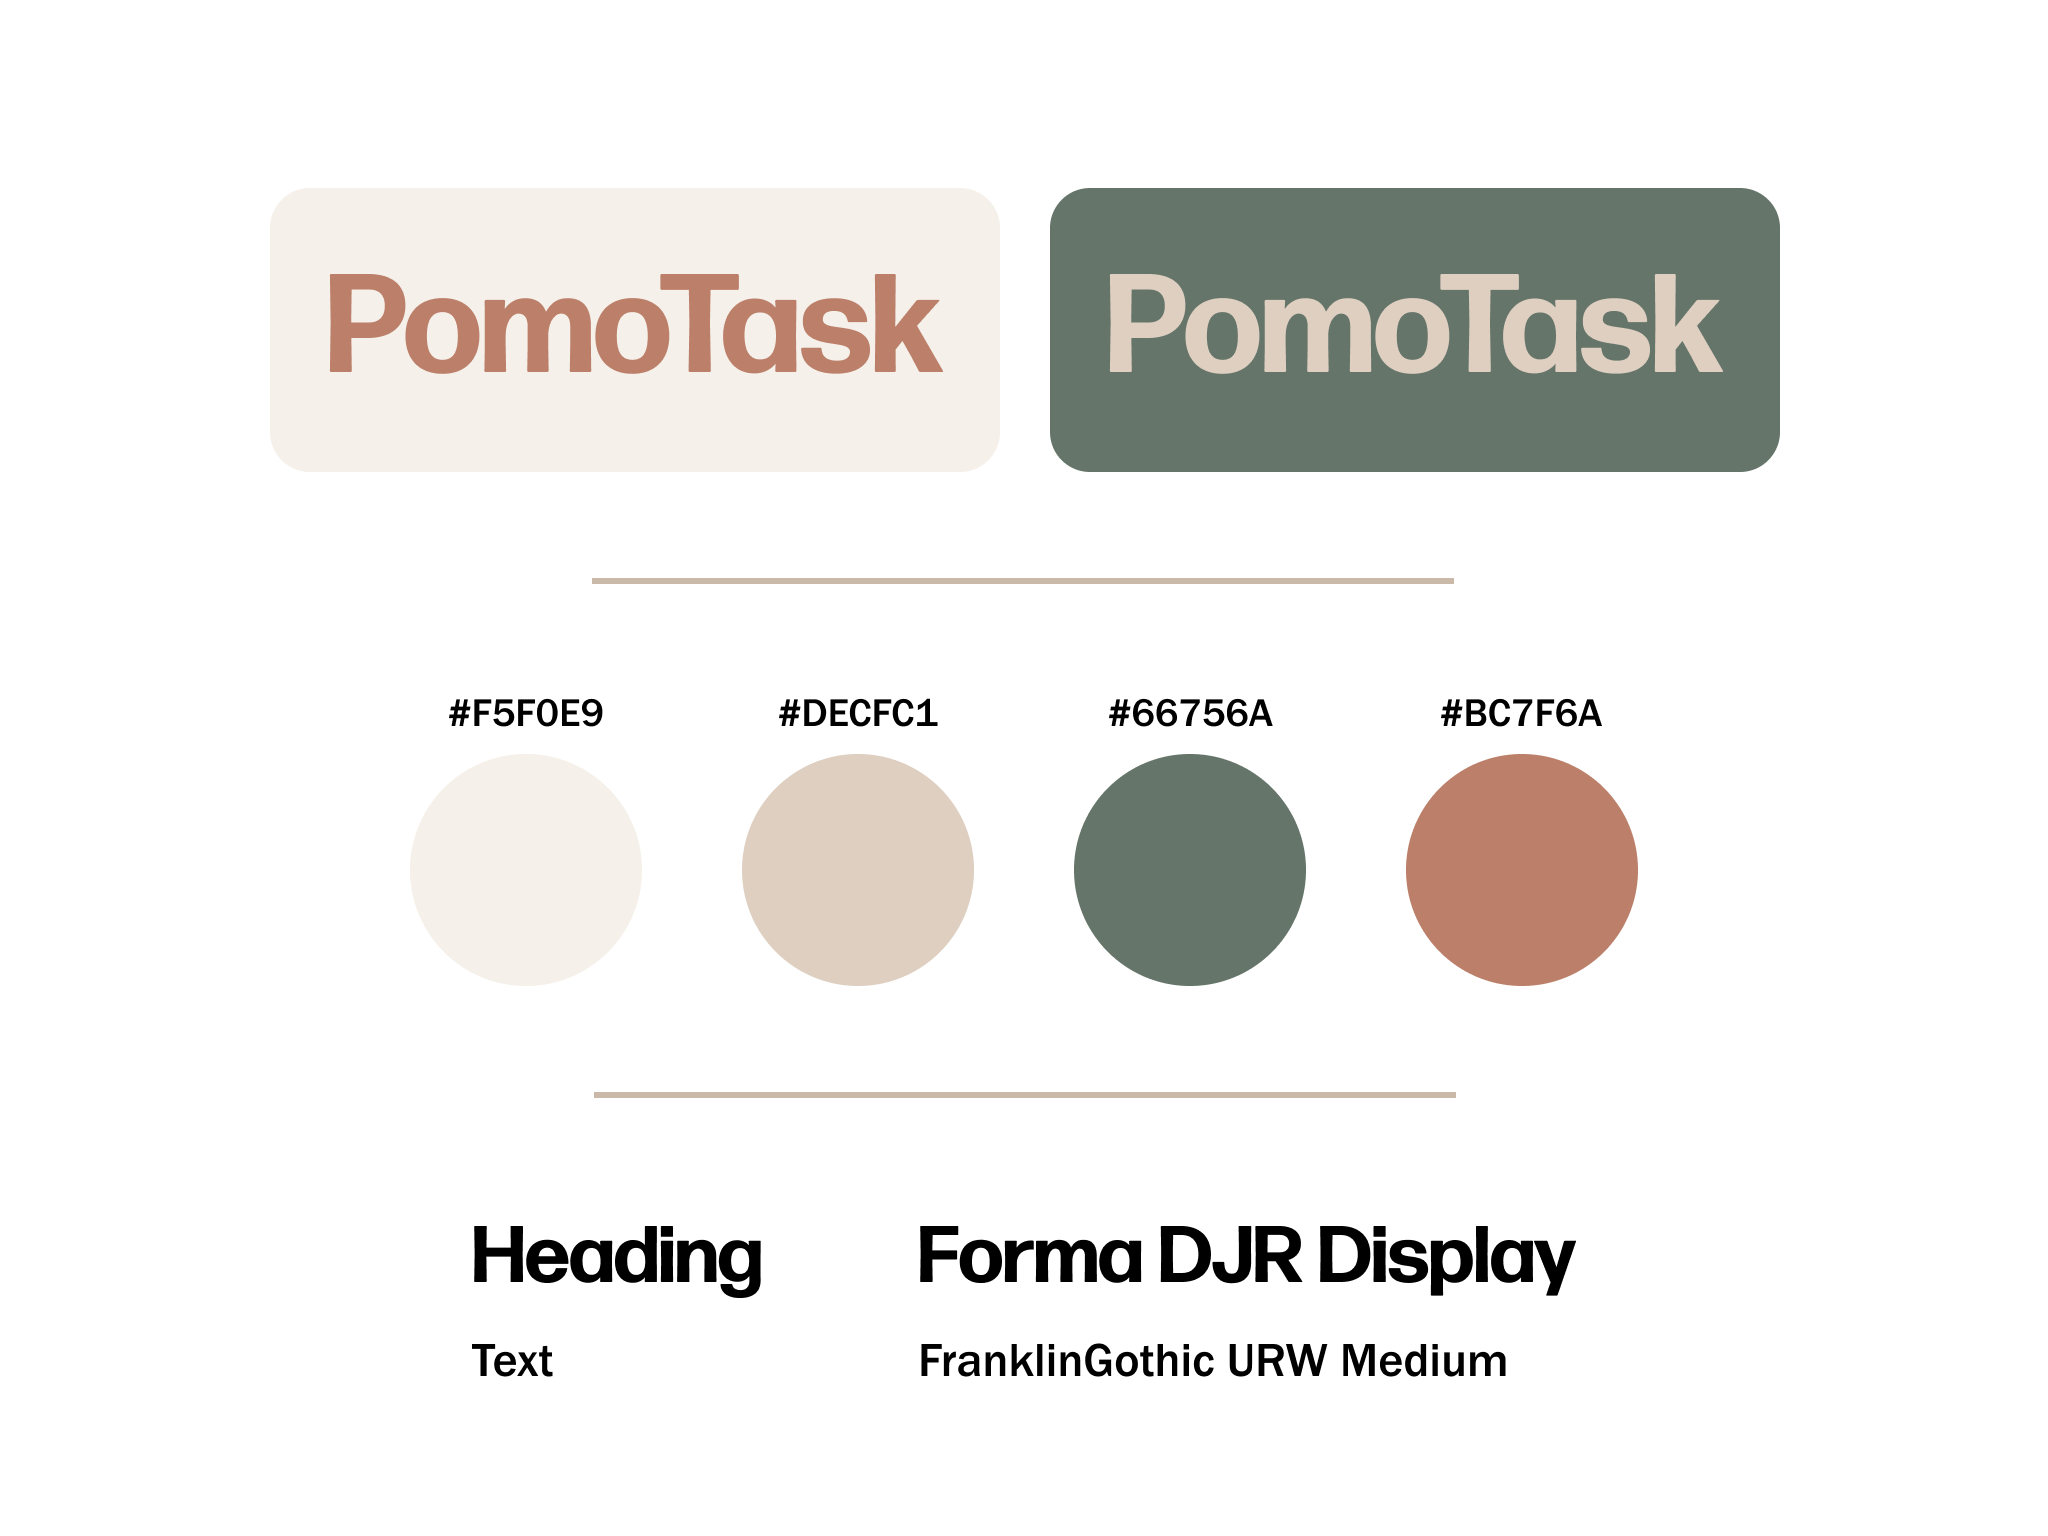 PomoTask PomoTask
#F5F0E9 #DECFC1 #66756A #BC7F6A
Heading Forma DJR Display
Text FranklinGothic URW Medium